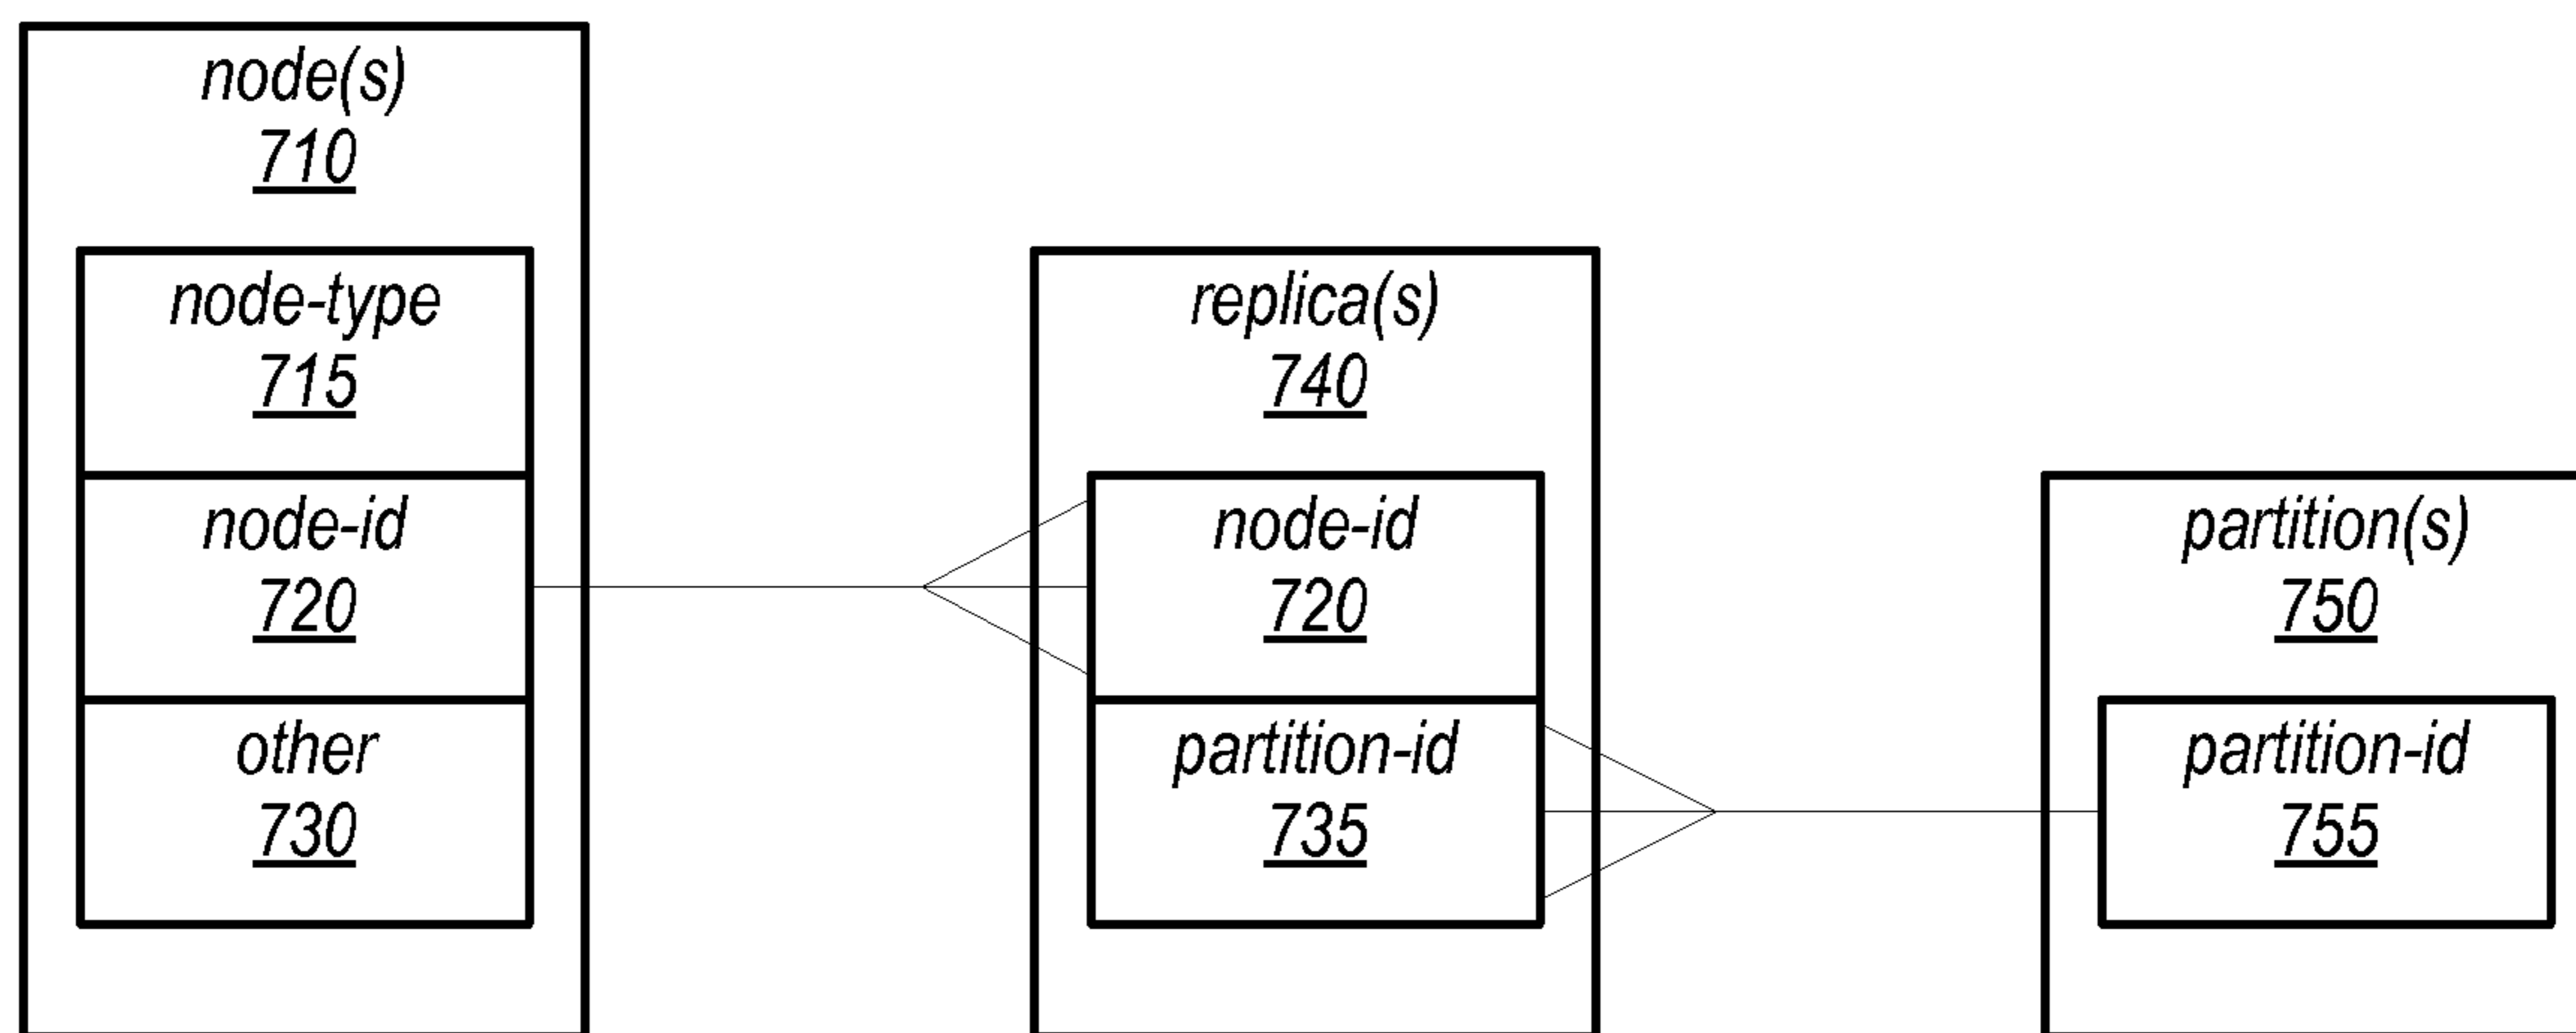 node(s)
710
node-type
715
node-id
720
other
730
replica(s)
740
node-id
720
partition-id
735
partition(s)
750
partition-id
755